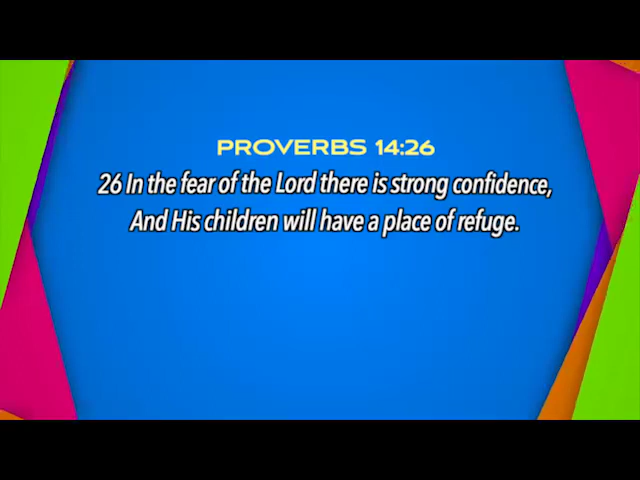 PROVERBS 14:26
26 In the fear of the Lord there is strong confidence,
And His children will have a place of refuge.